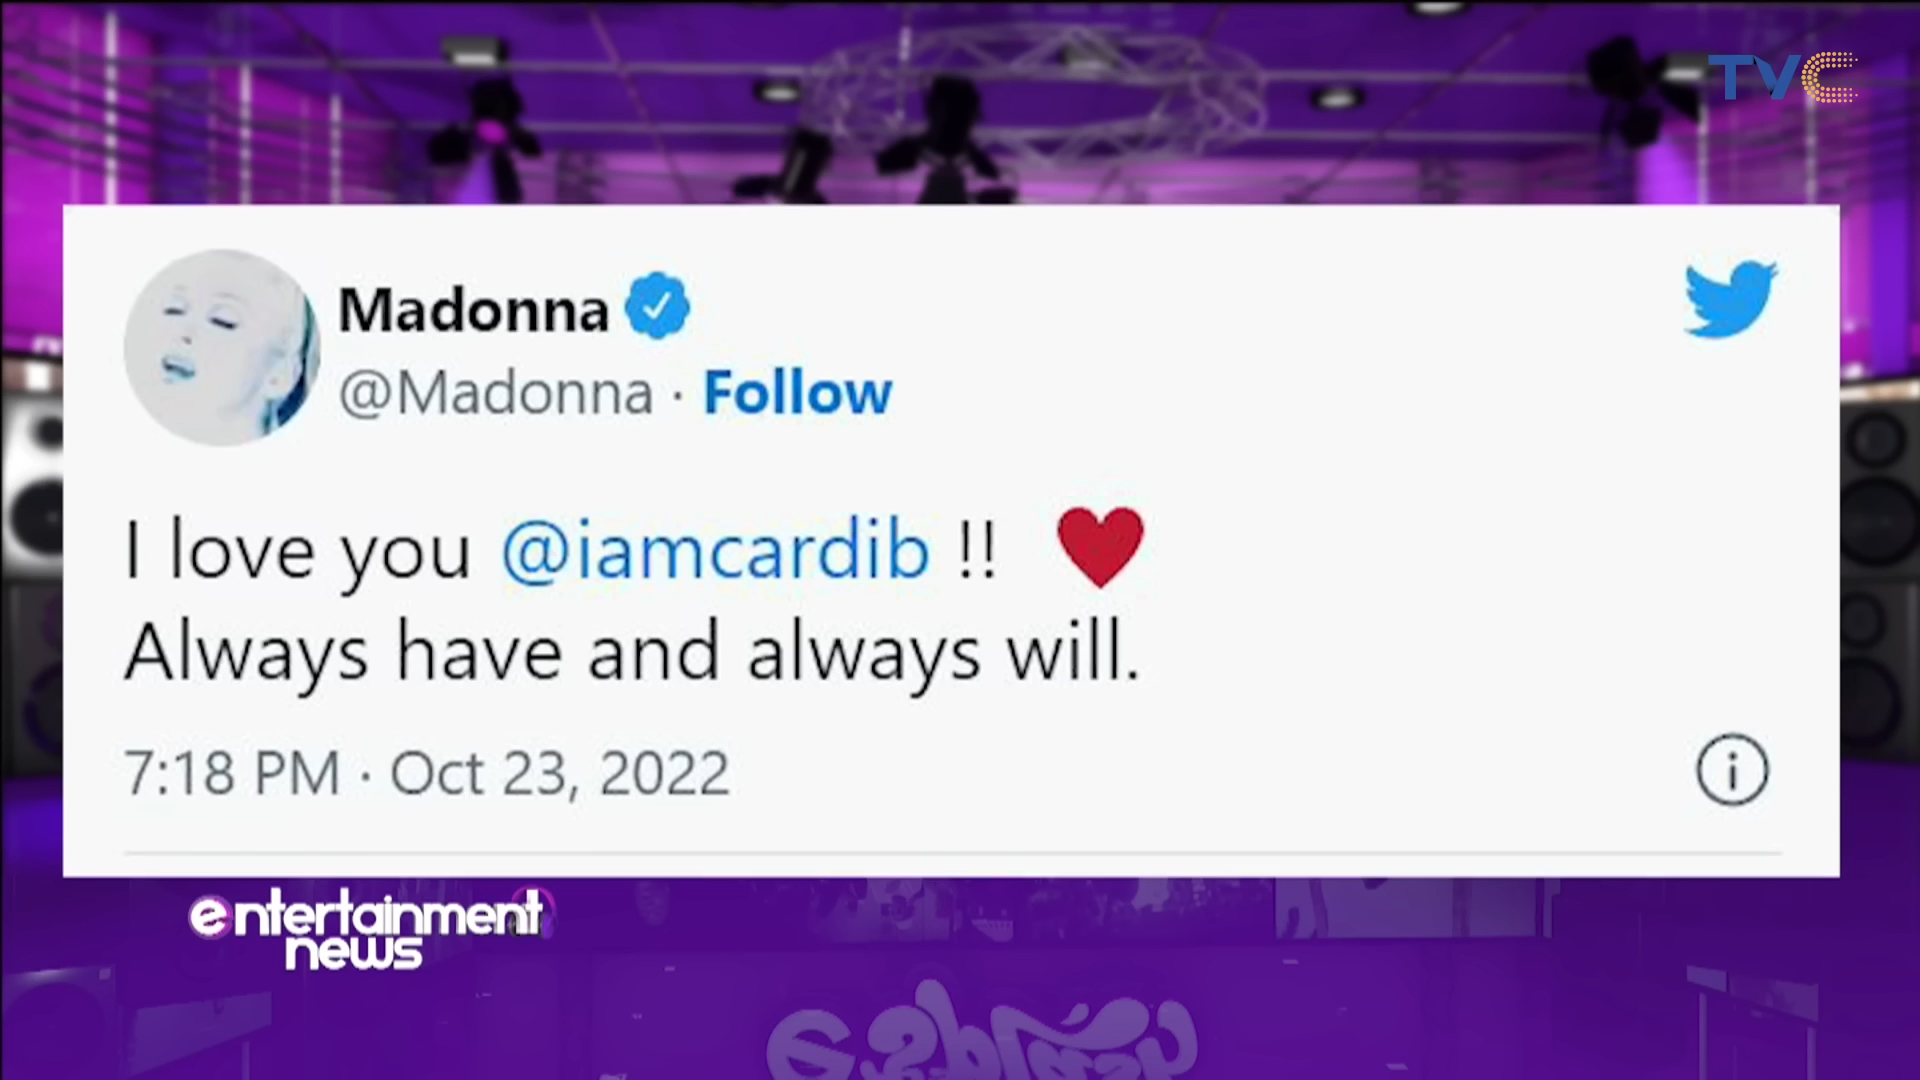 TVC
Madonna
@Madonna · Follow
I love you @iamcardib !! ❤
Always have and always will.
7:18 PM · Oct 23, 2022
entertainment
news